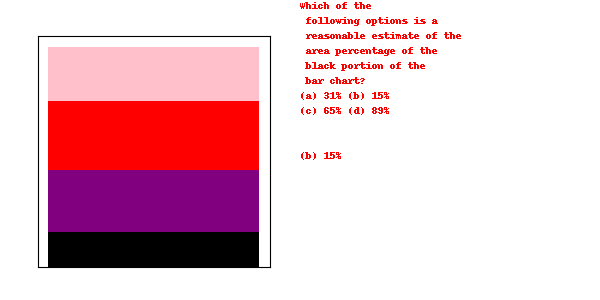 Which of the
following options is a
reasonable estimate of the
area percentage of the
black portion of the
bar chart?
(a) 31% (b) 15%
(c) 65% (d) 89%
(b) 15%